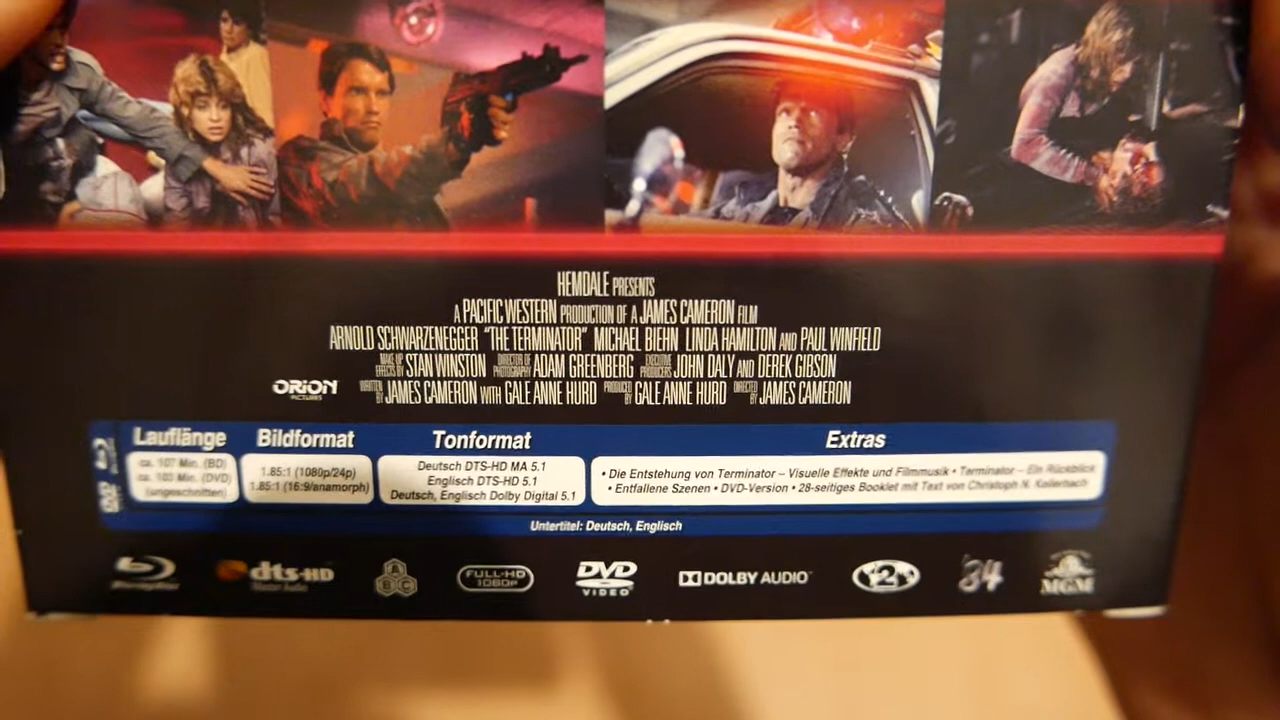 HEMDALE PRESENTS
A PACIFIC WESTERN PRODUCTION OF A JAMES CAMERON FILM
ARNOLD SCHWARZENEGGER "THE TERMINATOR" MICHAEL BIEHN LINDA HAMILTON AND PAUL WINFIELD
MAKE UP EFFECTS BY STAN WINSTON DIRECTOR OF PHOTOGRAPHY ADAM GREENBERG EXECUTIVE PRODUCERS JOHN DALY AND DEREK GIBSON
WRITTEN BY JAMES CAMERON WITH GALE ANNE HURD PRODUCED BY GALE ANNE HURD DIRECTED BY JAMES CAMERON
ORION
PICTURES
Lauflänge
ca. 107 Min. (BD)
ca. 103 Min. (DVD)
(ungeschnitten)
Bildformat
1.85:1 (1080p/24p)
1.85:1 (16:9/anamorph)
Tonformat
Deutsch DTS-HD MA 5.1
Englisch DTS-HD 5.1
Deutsch, Englisch Dolby Digital 5.1
Extras
• Die Entstehung von Terminator – Visuelle Effekte und Filmmusik • Terminator – Ein Rückblick
• Entfallene Szenen • DVD-Version • 28-seitiges Booklet mit Text von Christoph N. Kellerbach
Untertitel: Deutsch, Englisch
dts-HD
ABC
FULL-HD
1080P
DVD
VIDEO
DOLBY AUDIO
2
'84
MGM